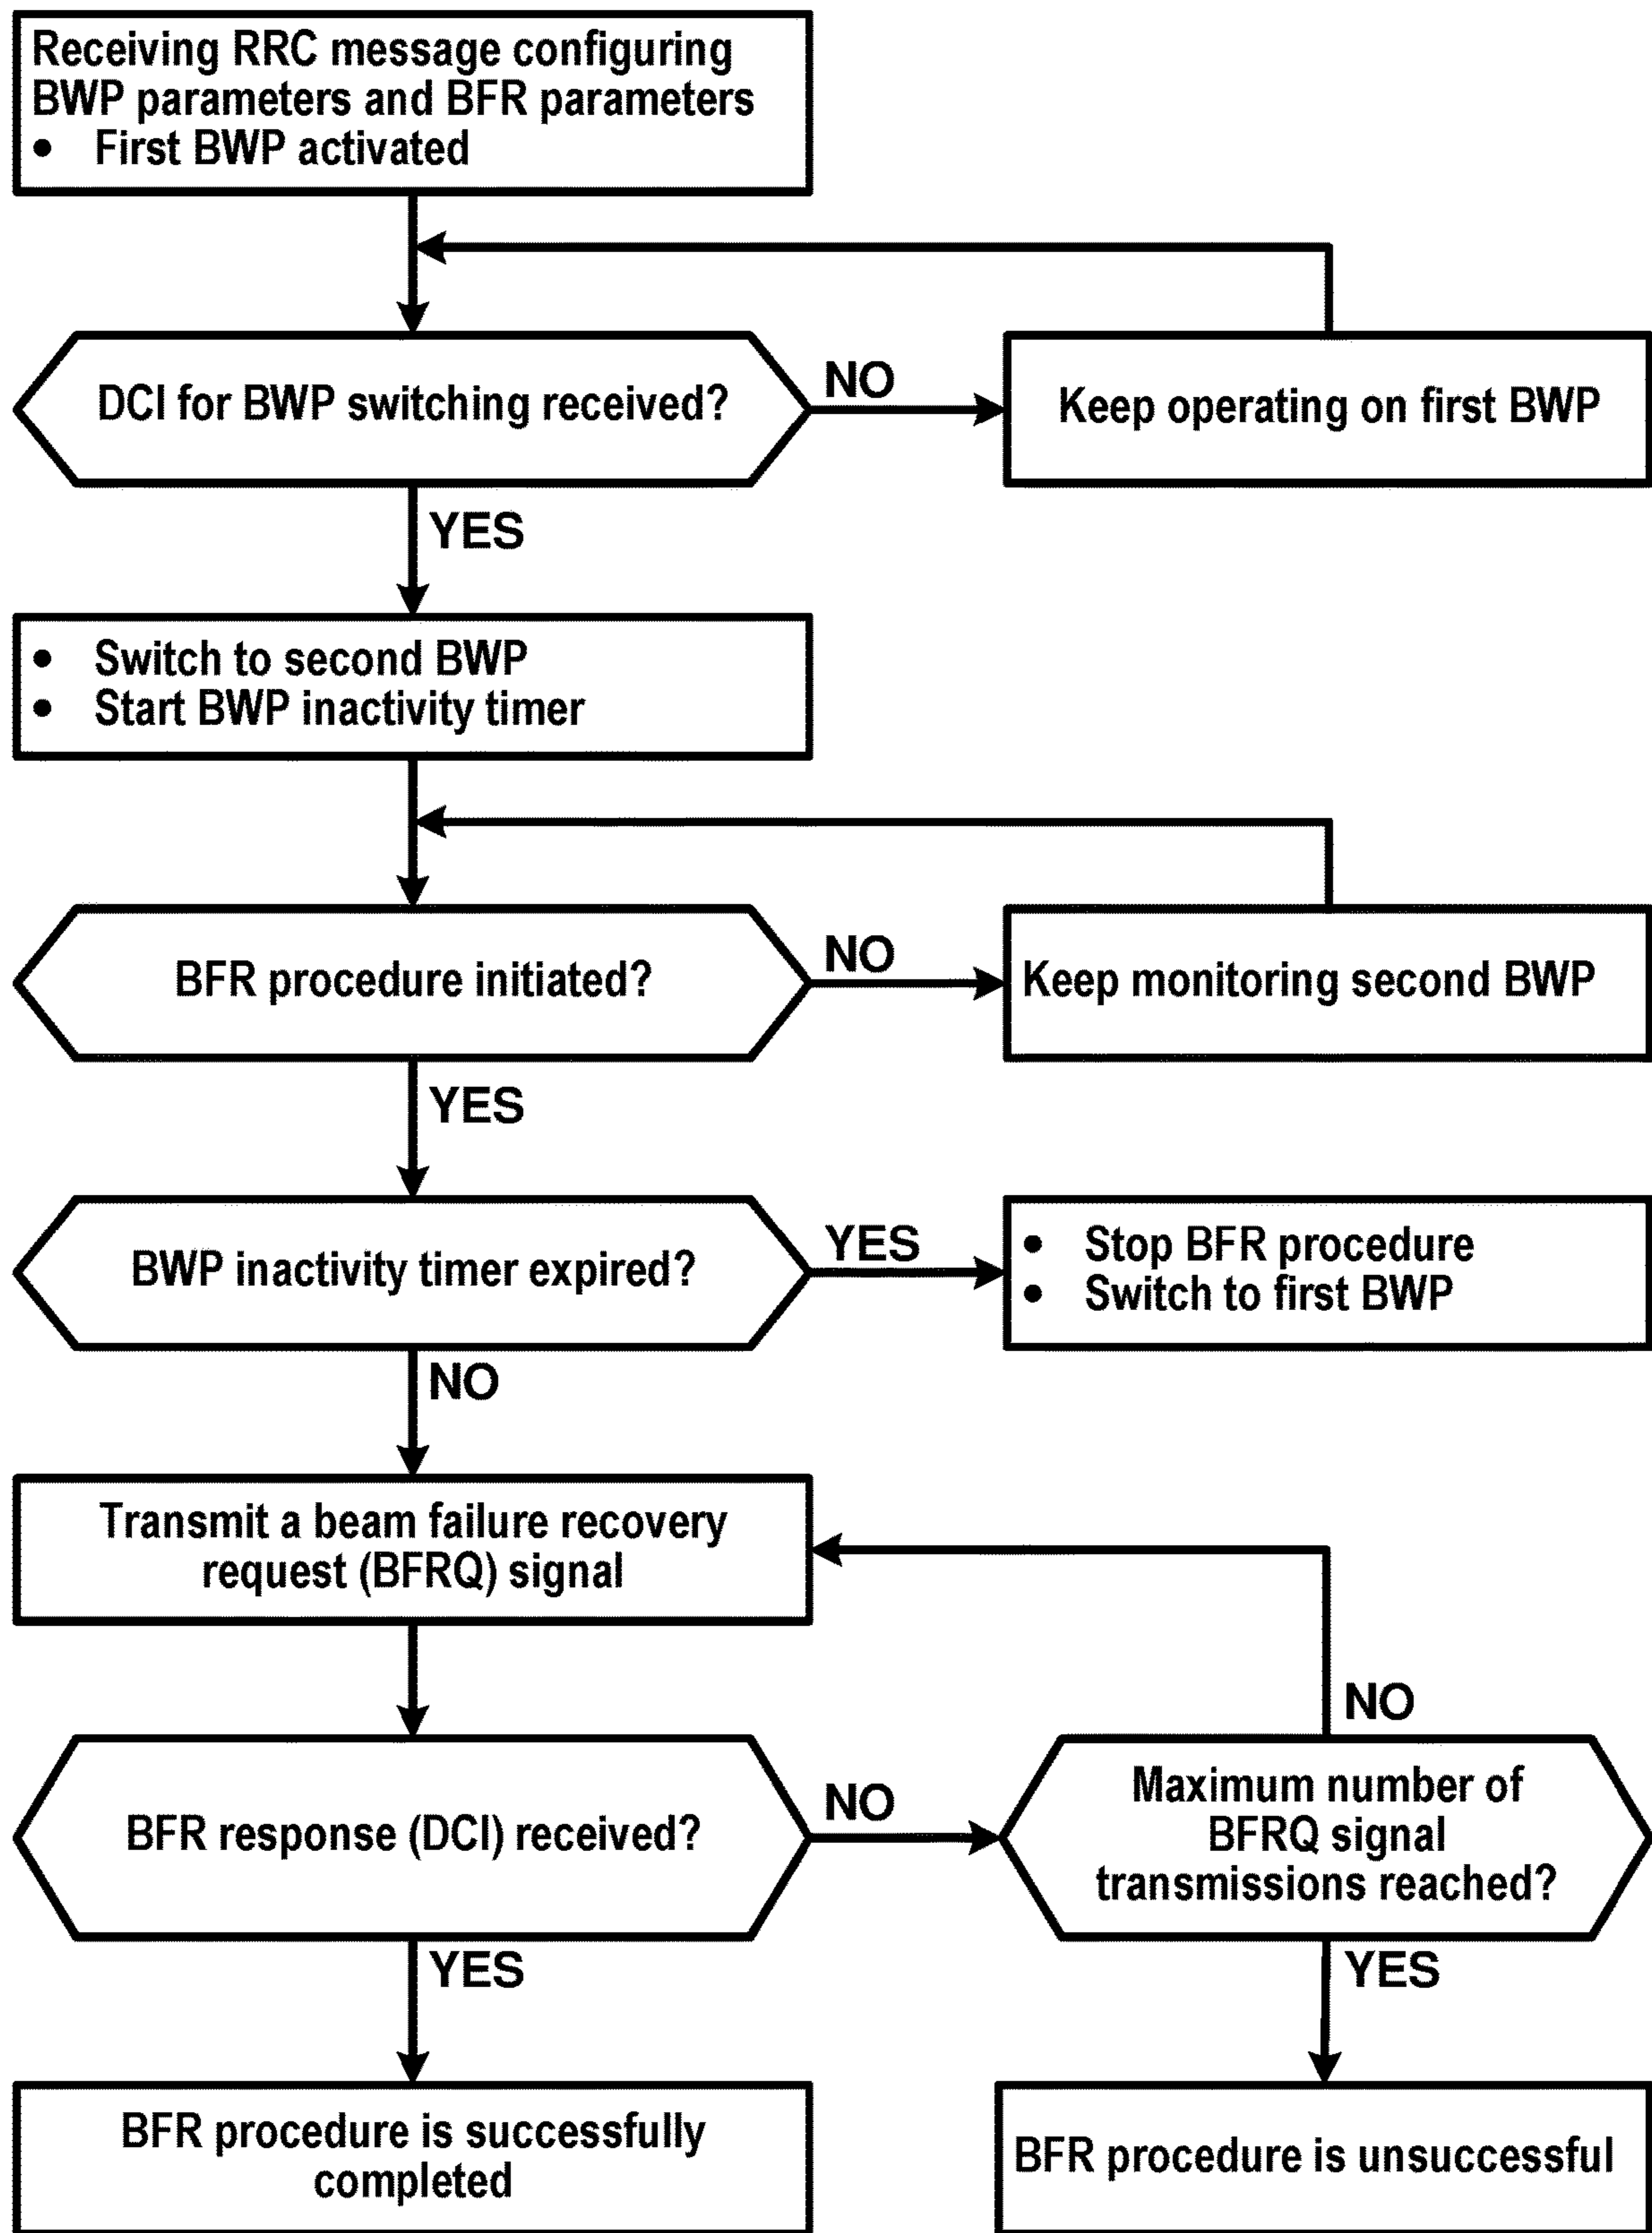 Receiving RRC message configuring
BWP parameters and BFR parameters
• First BWP activated
DCI for BWP switching received?
NO
Keep operating on first BWP
YES
• Switch to second BWP
• Start BWP inactivity timer
BFR procedure initiated?
NO
Keep monitoring second BWP
YES
BWP inactivity timer expired?
YES
• Stop BFR procedure
• Switch to first BWP
NO
Transmit a beam failure recovery
request (BFRQ) signal
BFR response (DCI) received?
NO
NO
Maximum number of
BFRQ signal
transmissions reached?
YES
YES
BFR procedure is successfully
completed
BFR procedure is unsuccessful